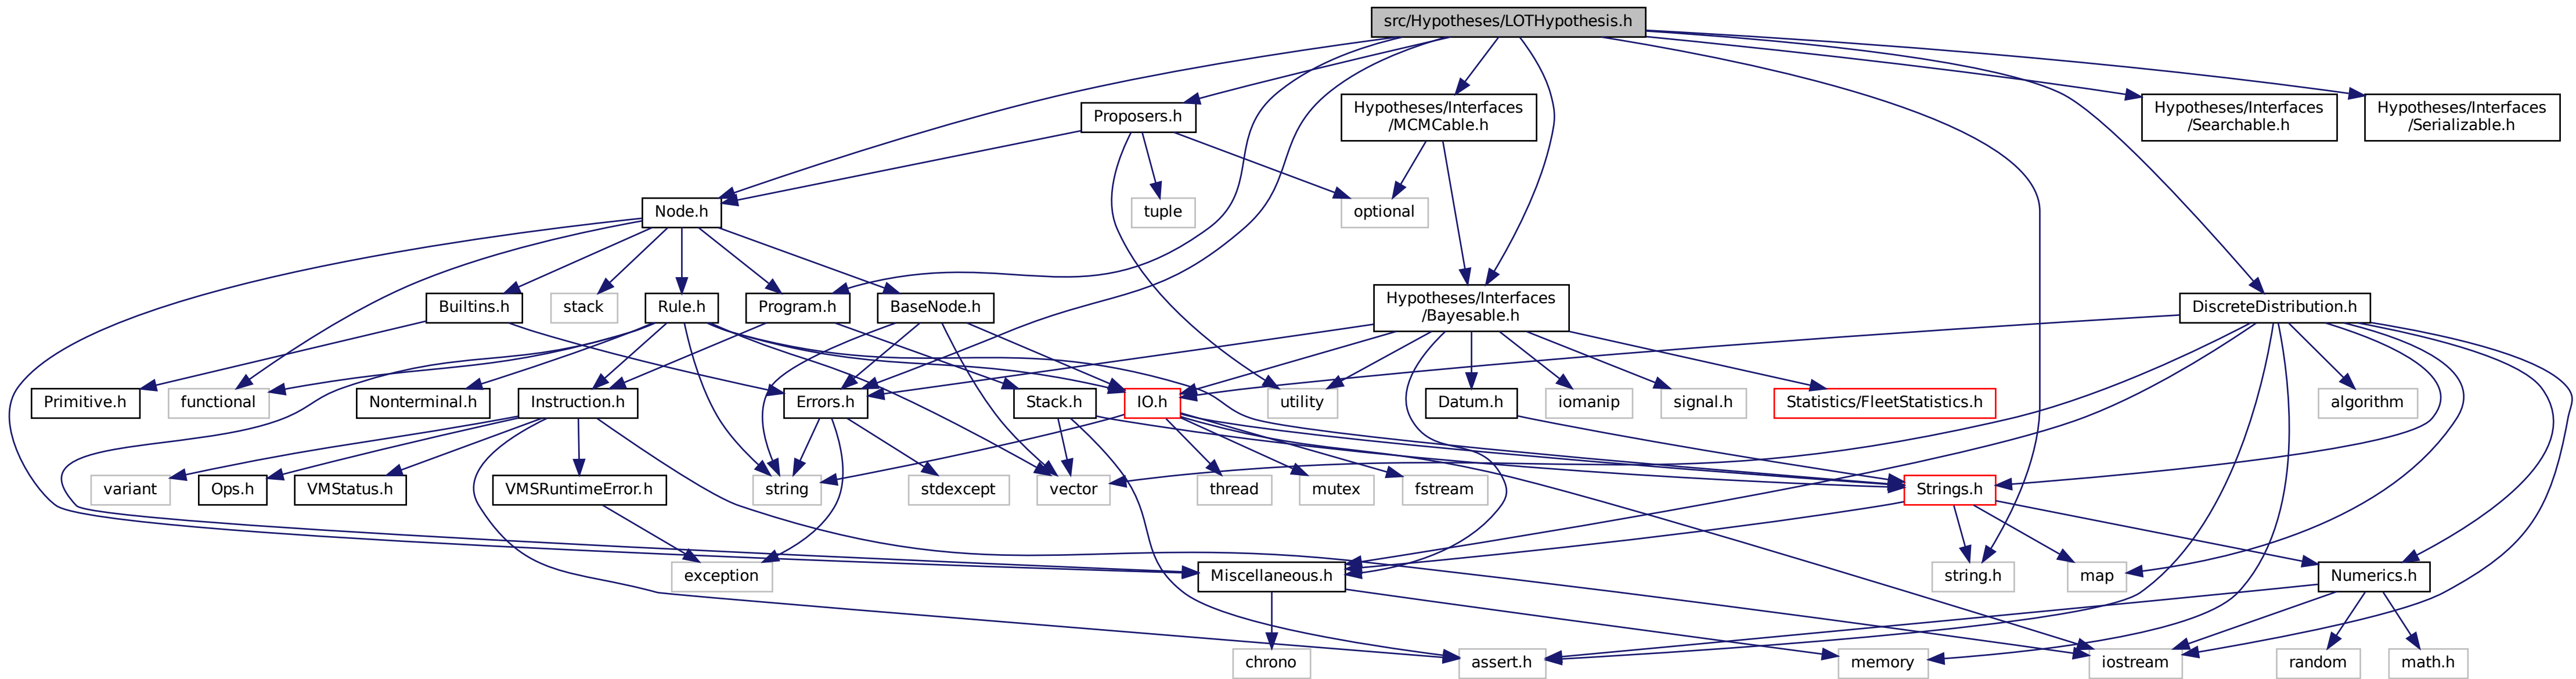 src/Hypotheses/LOTHypothesis.h
Proposers.h
Hypotheses/Interfaces
/MCMCable.h
Hypotheses/Interfaces
/Searchable.h
Hypotheses/Interfaces
/Serializable.h
Node.h
tuple
optional
Builtins.h
stack
Rule.h
Program.h
BaseNode.h
Hypotheses/Interfaces
/Bayesable.h
DiscreteDistribution.h
Primitive.h
functional
Nonterminal.h
Instruction.h
Errors.h
Stack.h
IO.h
utility
Datum.h
iomanip
signal.h
Statistics/FleetStatistics.h
algorithm
variant
Ops.h
VMStatus.h
VMSRuntimeError.h
string
stdexcept
vector
thread
mutex
fstream
Strings.h
exception
Miscellaneous.h
string.h
map
Numerics.h
chrono
assert.h
memory
iostream
random
math.h